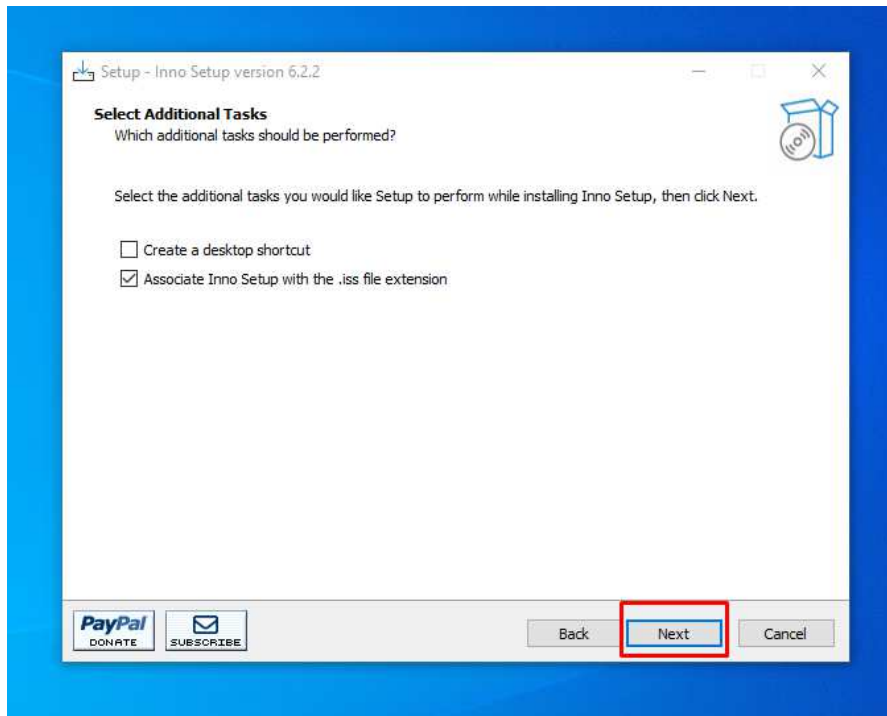 Setup - Inno Setup version 6.2.2
Select Additional Tasks
Which additional tasks should be performed?
Select the additional tasks you would like Setup to perform while installing Inno Setup, then click Next.
Create a desktop shortcut
Associate Inno Setup with the .iss file extension
PayPal
DONATE
SUBSCRIBE
Back
Next
Cancel